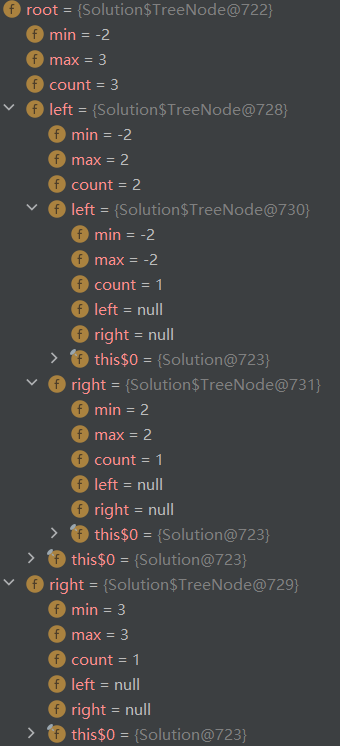 f root = {Solution$TreeNode@722}
f min = -2
f max = 3
f count = 3
f left = {Solution$TreeNode@728}
f min = -2
f max = 2
f count = 2
f left = {Solution$TreeNode@730}
f min = -2
f max = -2
f count = 1
f left = null
f right = null
f this$0 = {Solution@723}
f right = {Solution$TreeNode@731}
f min = 2
f max = 2
f count = 1
f left = null
f right = null
f this$0 = {Solution@723}
f this$0 = {Solution@723}
f right = {Solution$TreeNode@729}
f min = 3
f max = 3
f count = 1
f left = null
f right = null
f this$0 = {Solution@723}